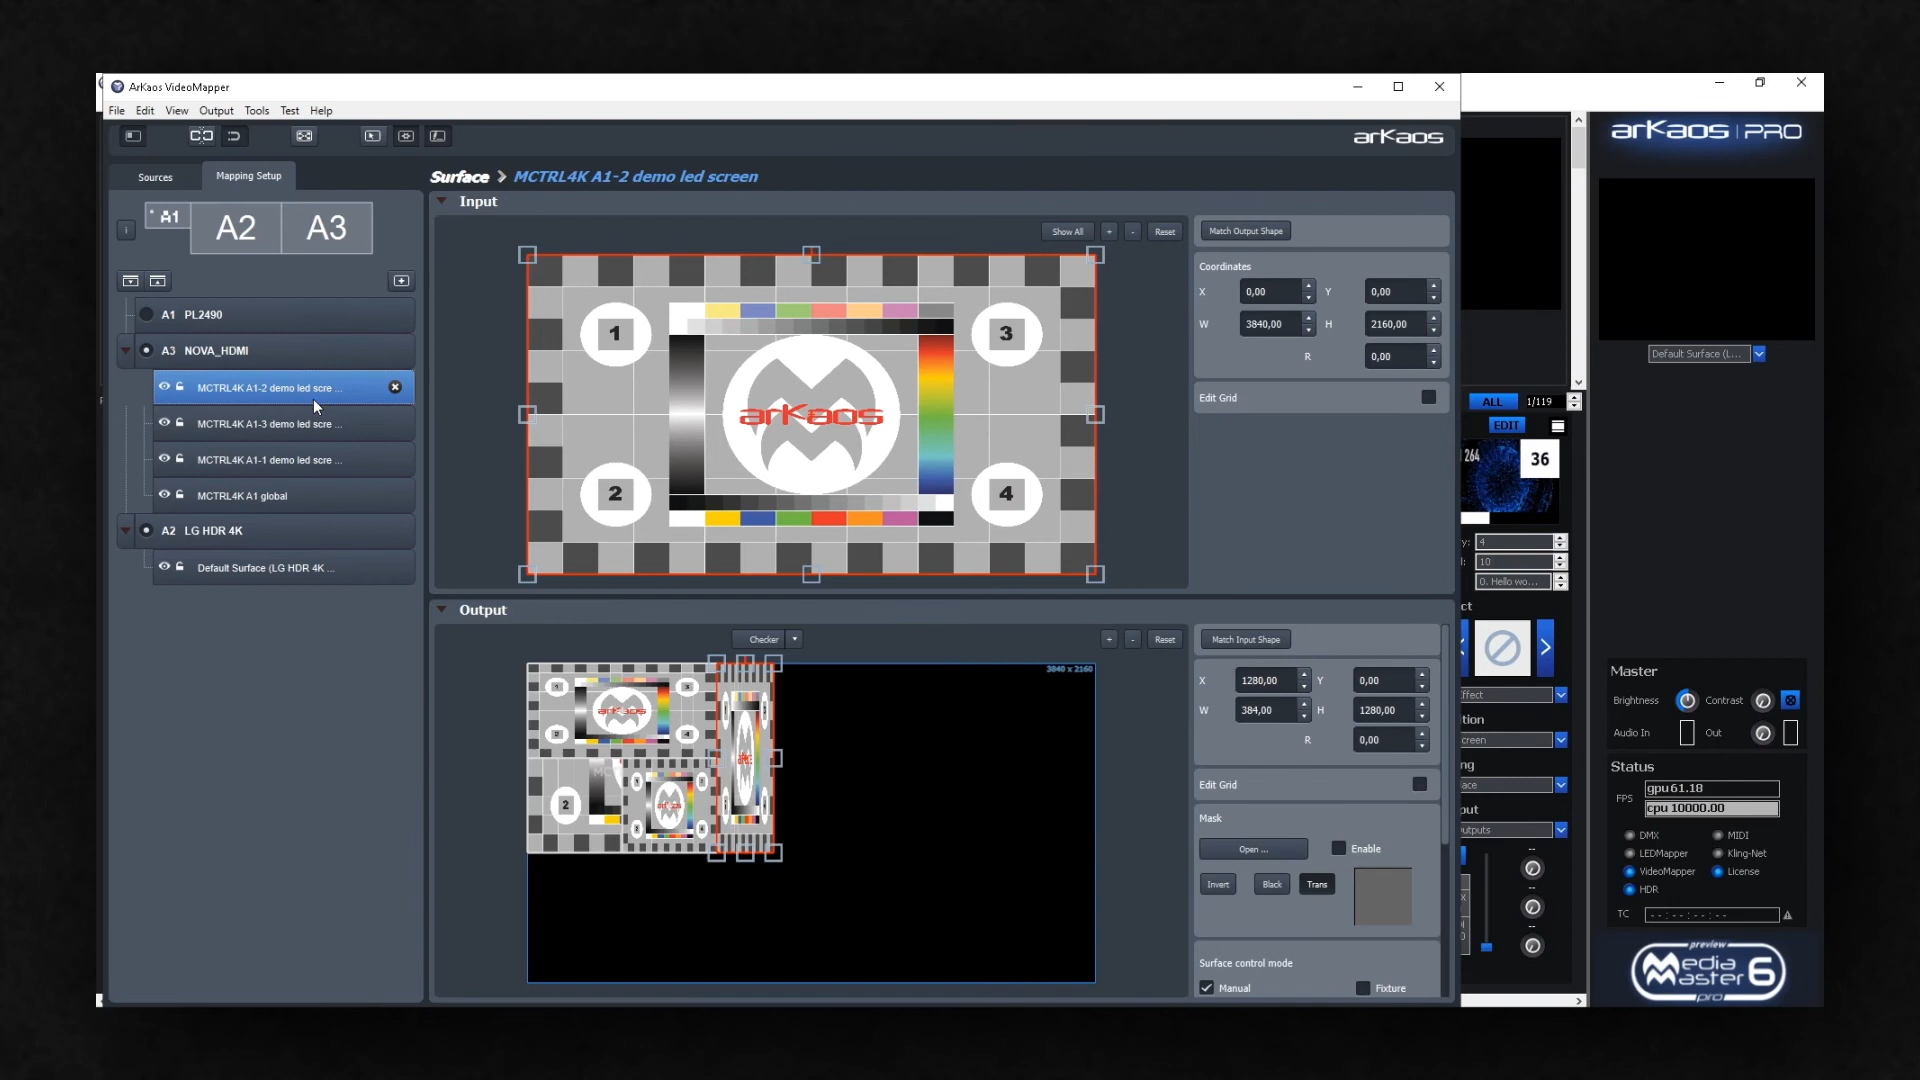 ArKaos VideoMapper
File Edit View Output Tools Test Help
arKaos
Sources
Mapping Setup
A1
A2
A3
A1 PL2490
A3 NOVA_HDMI
MCTRL4K A1-2 demo led scre ...
MCTRL4K A1-3 demo led scre ...
MCTRL4K A1-1 demo led scre ...
MCTRL4K A1 global
A2 LG HDR 4K
Default Surface (LG HDR 4K ...
Surface > MCTRL4K A1-2 demo led screen
Input
Show All + - Reset
1
3
arKaos
2
4
Match Output Shape
Coordinates
X 0,00 Y 0,00
W 3840,00 H 2160,00
R 0,00
Edit Grid
Output
Checker
+ - Reset
3840 x 2160
2
Match Input Shape
X 1280,00 Y 0,00
W 384,00 H 1280,00
R 0,00
Edit Grid
Mask
Open ... Enable
Invert Black Trans
Surface control mode
Manual Fixture
ALL 1/119
EDIT
264
36
4
10
0. Hello wo...
arKaos | PRO
Default Surface (L...
Master
Brightness Contrast
Audio In Out
Status
FPS
gpu 61.18
cpu 10000.00
DMX MIDI
LEDMapper Kling-Net
VideoMapper License
HDR
TC --:--:--:--
preview
Media Master 6
pro